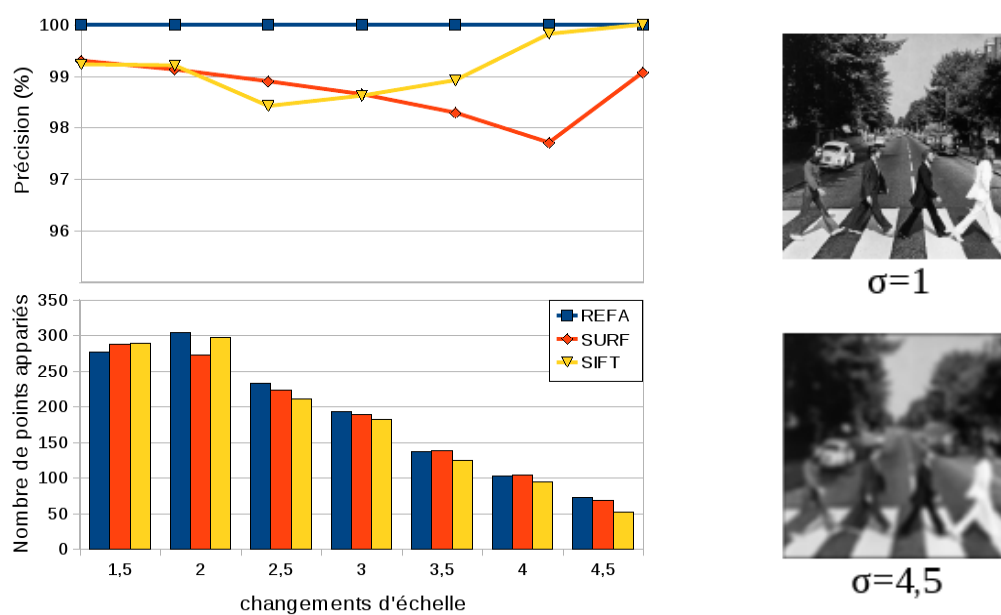 Précision (%)
100
99
98
97
96
Nombre de points appariés
350
300
250
200
150
100
50
0
REFA
SURF
SIFT
1,5 2 2,5 3 3,5 4 4,5
changements d'échelle
σ=1
σ=4,5